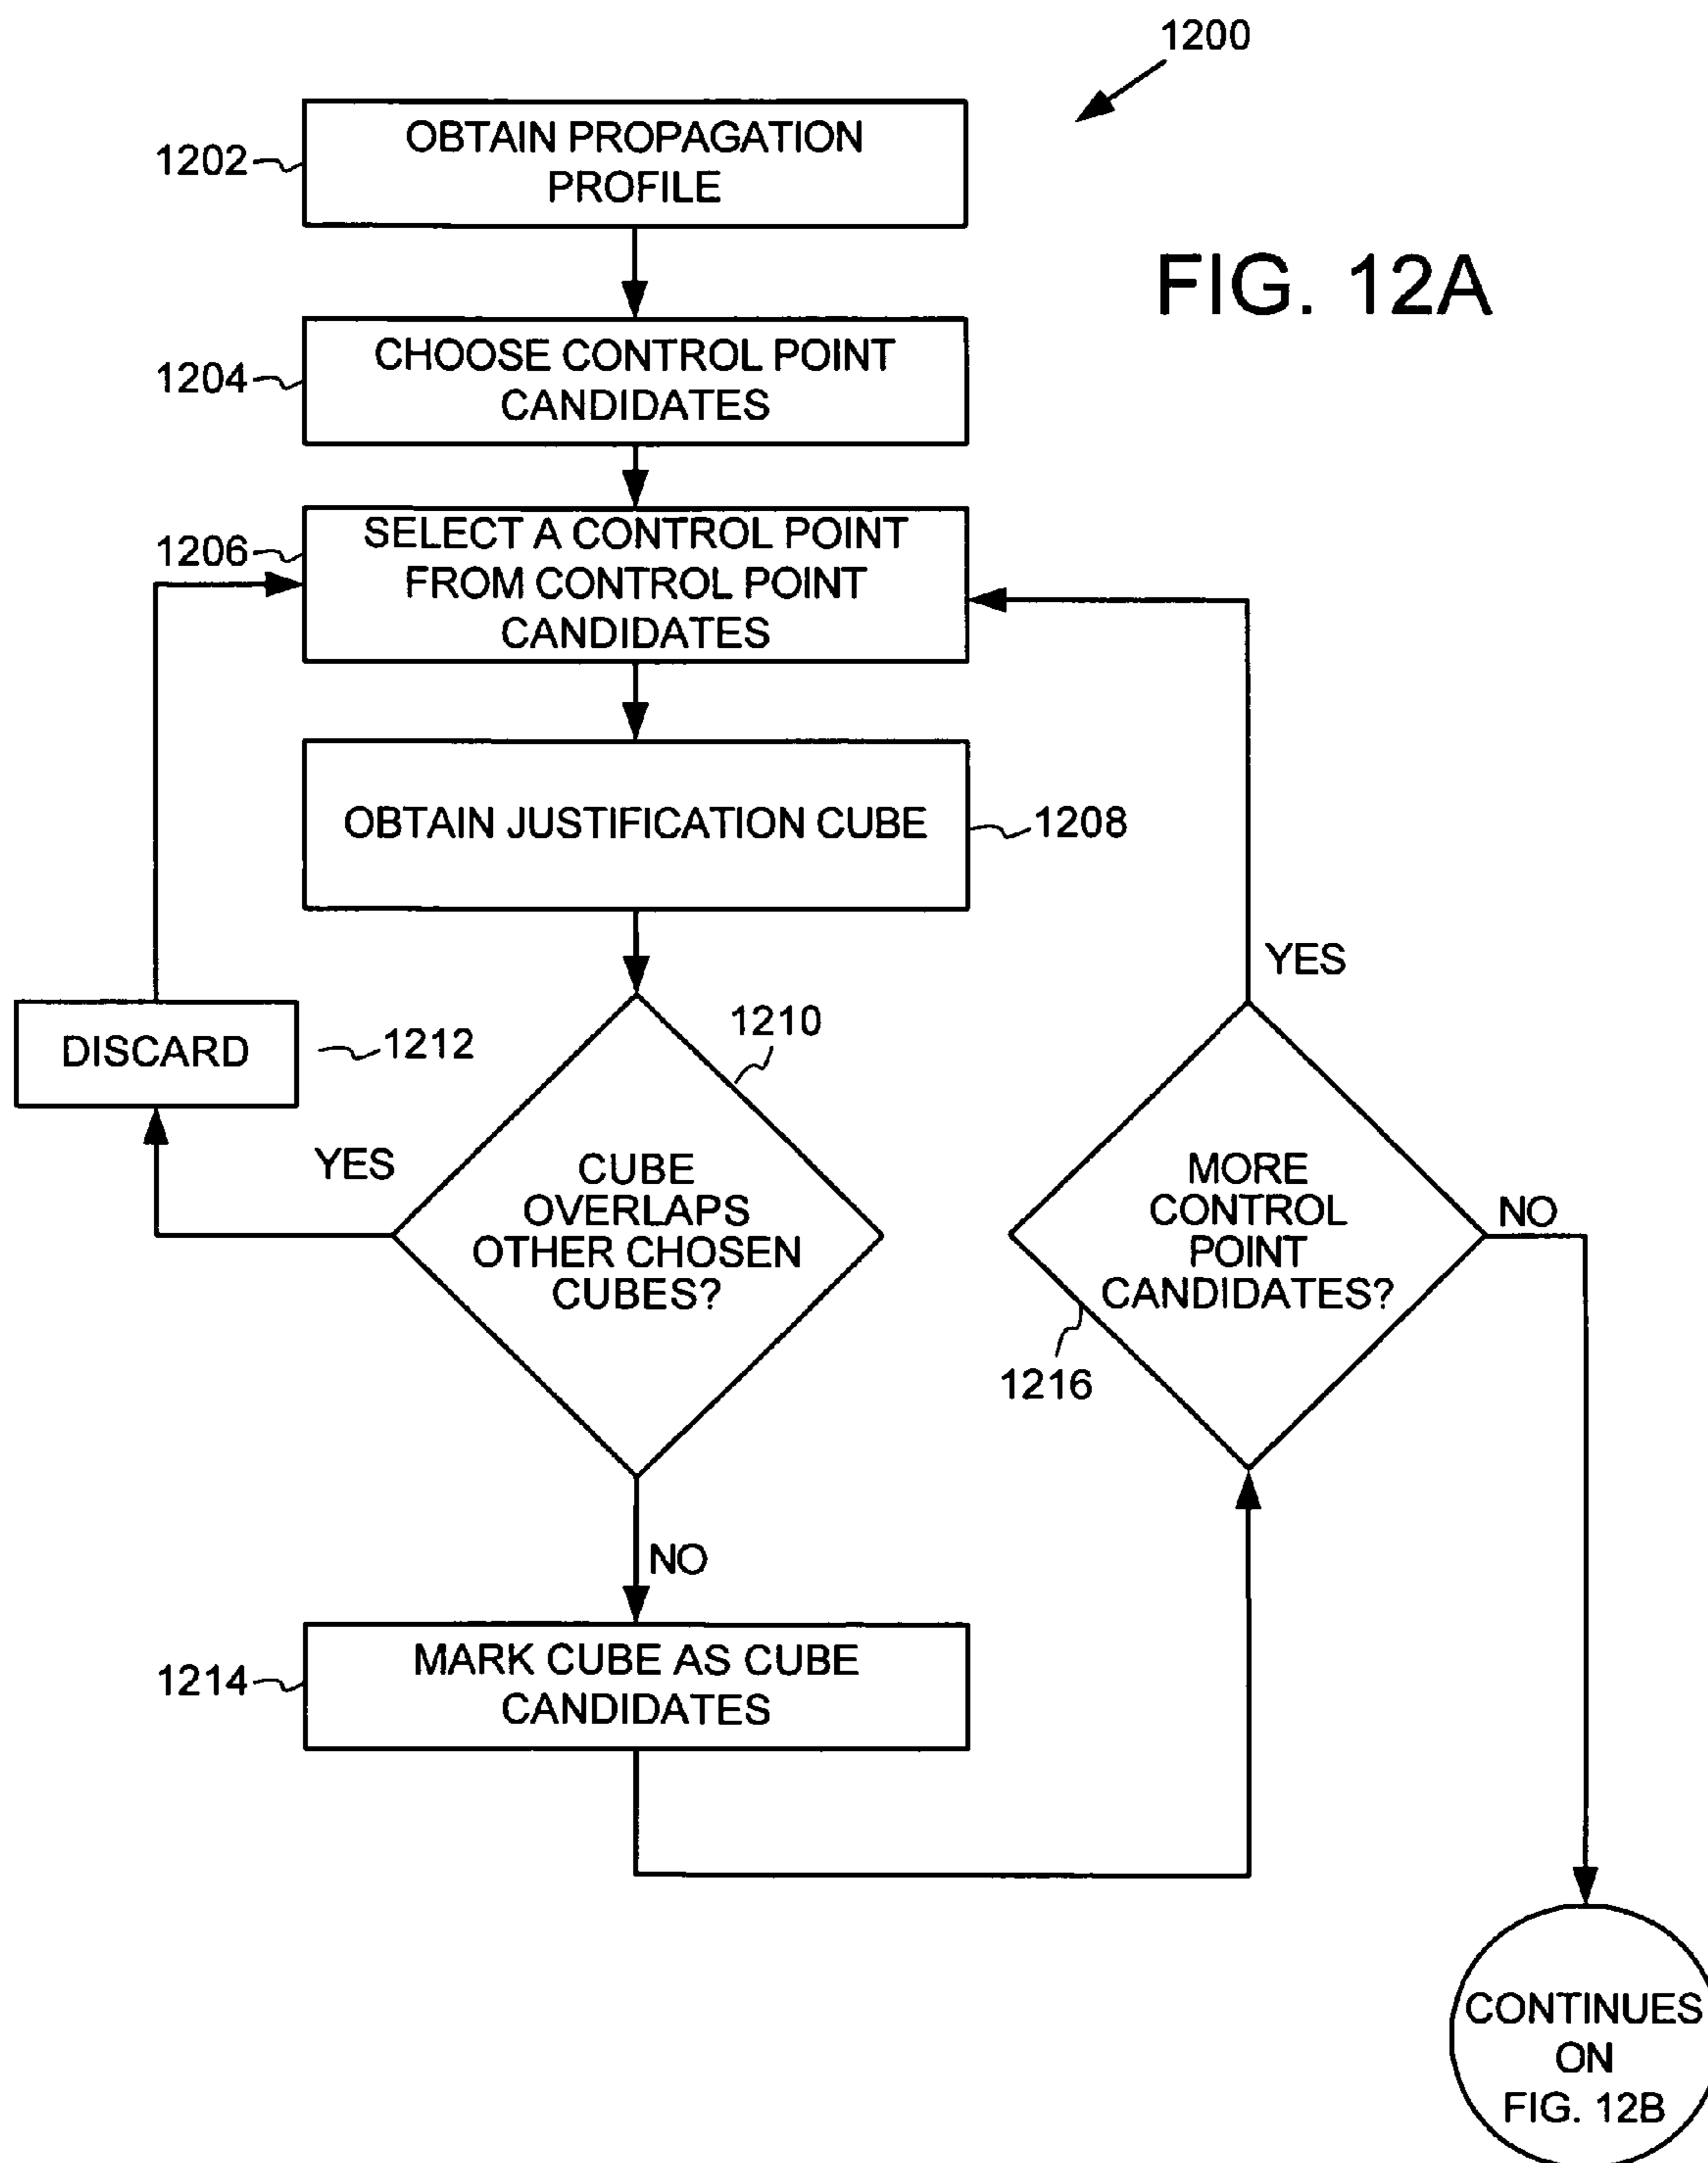 1200
OBTAIN PROPAGATION
PROFILE
1202
FIG. 12A
CHOOSE CONTROL POINT
CANDIDATES
1204
SELECT A CONTROL POINT
FROM CONTROL POINT
CANDIDATES
1206
OBTAIN JUSTIFICATION CUBE
1208
YES
DISCARD
1212
1210
YES
CUBE
OVERLAPS
OTHER CHOSEN
CUBES?
MORE
CONTROL
POINT
CANDIDATES?
NO
1216
NO
MARK CUBE AS CUBE
CANDIDATES
1214
CONTINUES
ON
FIG. 12B